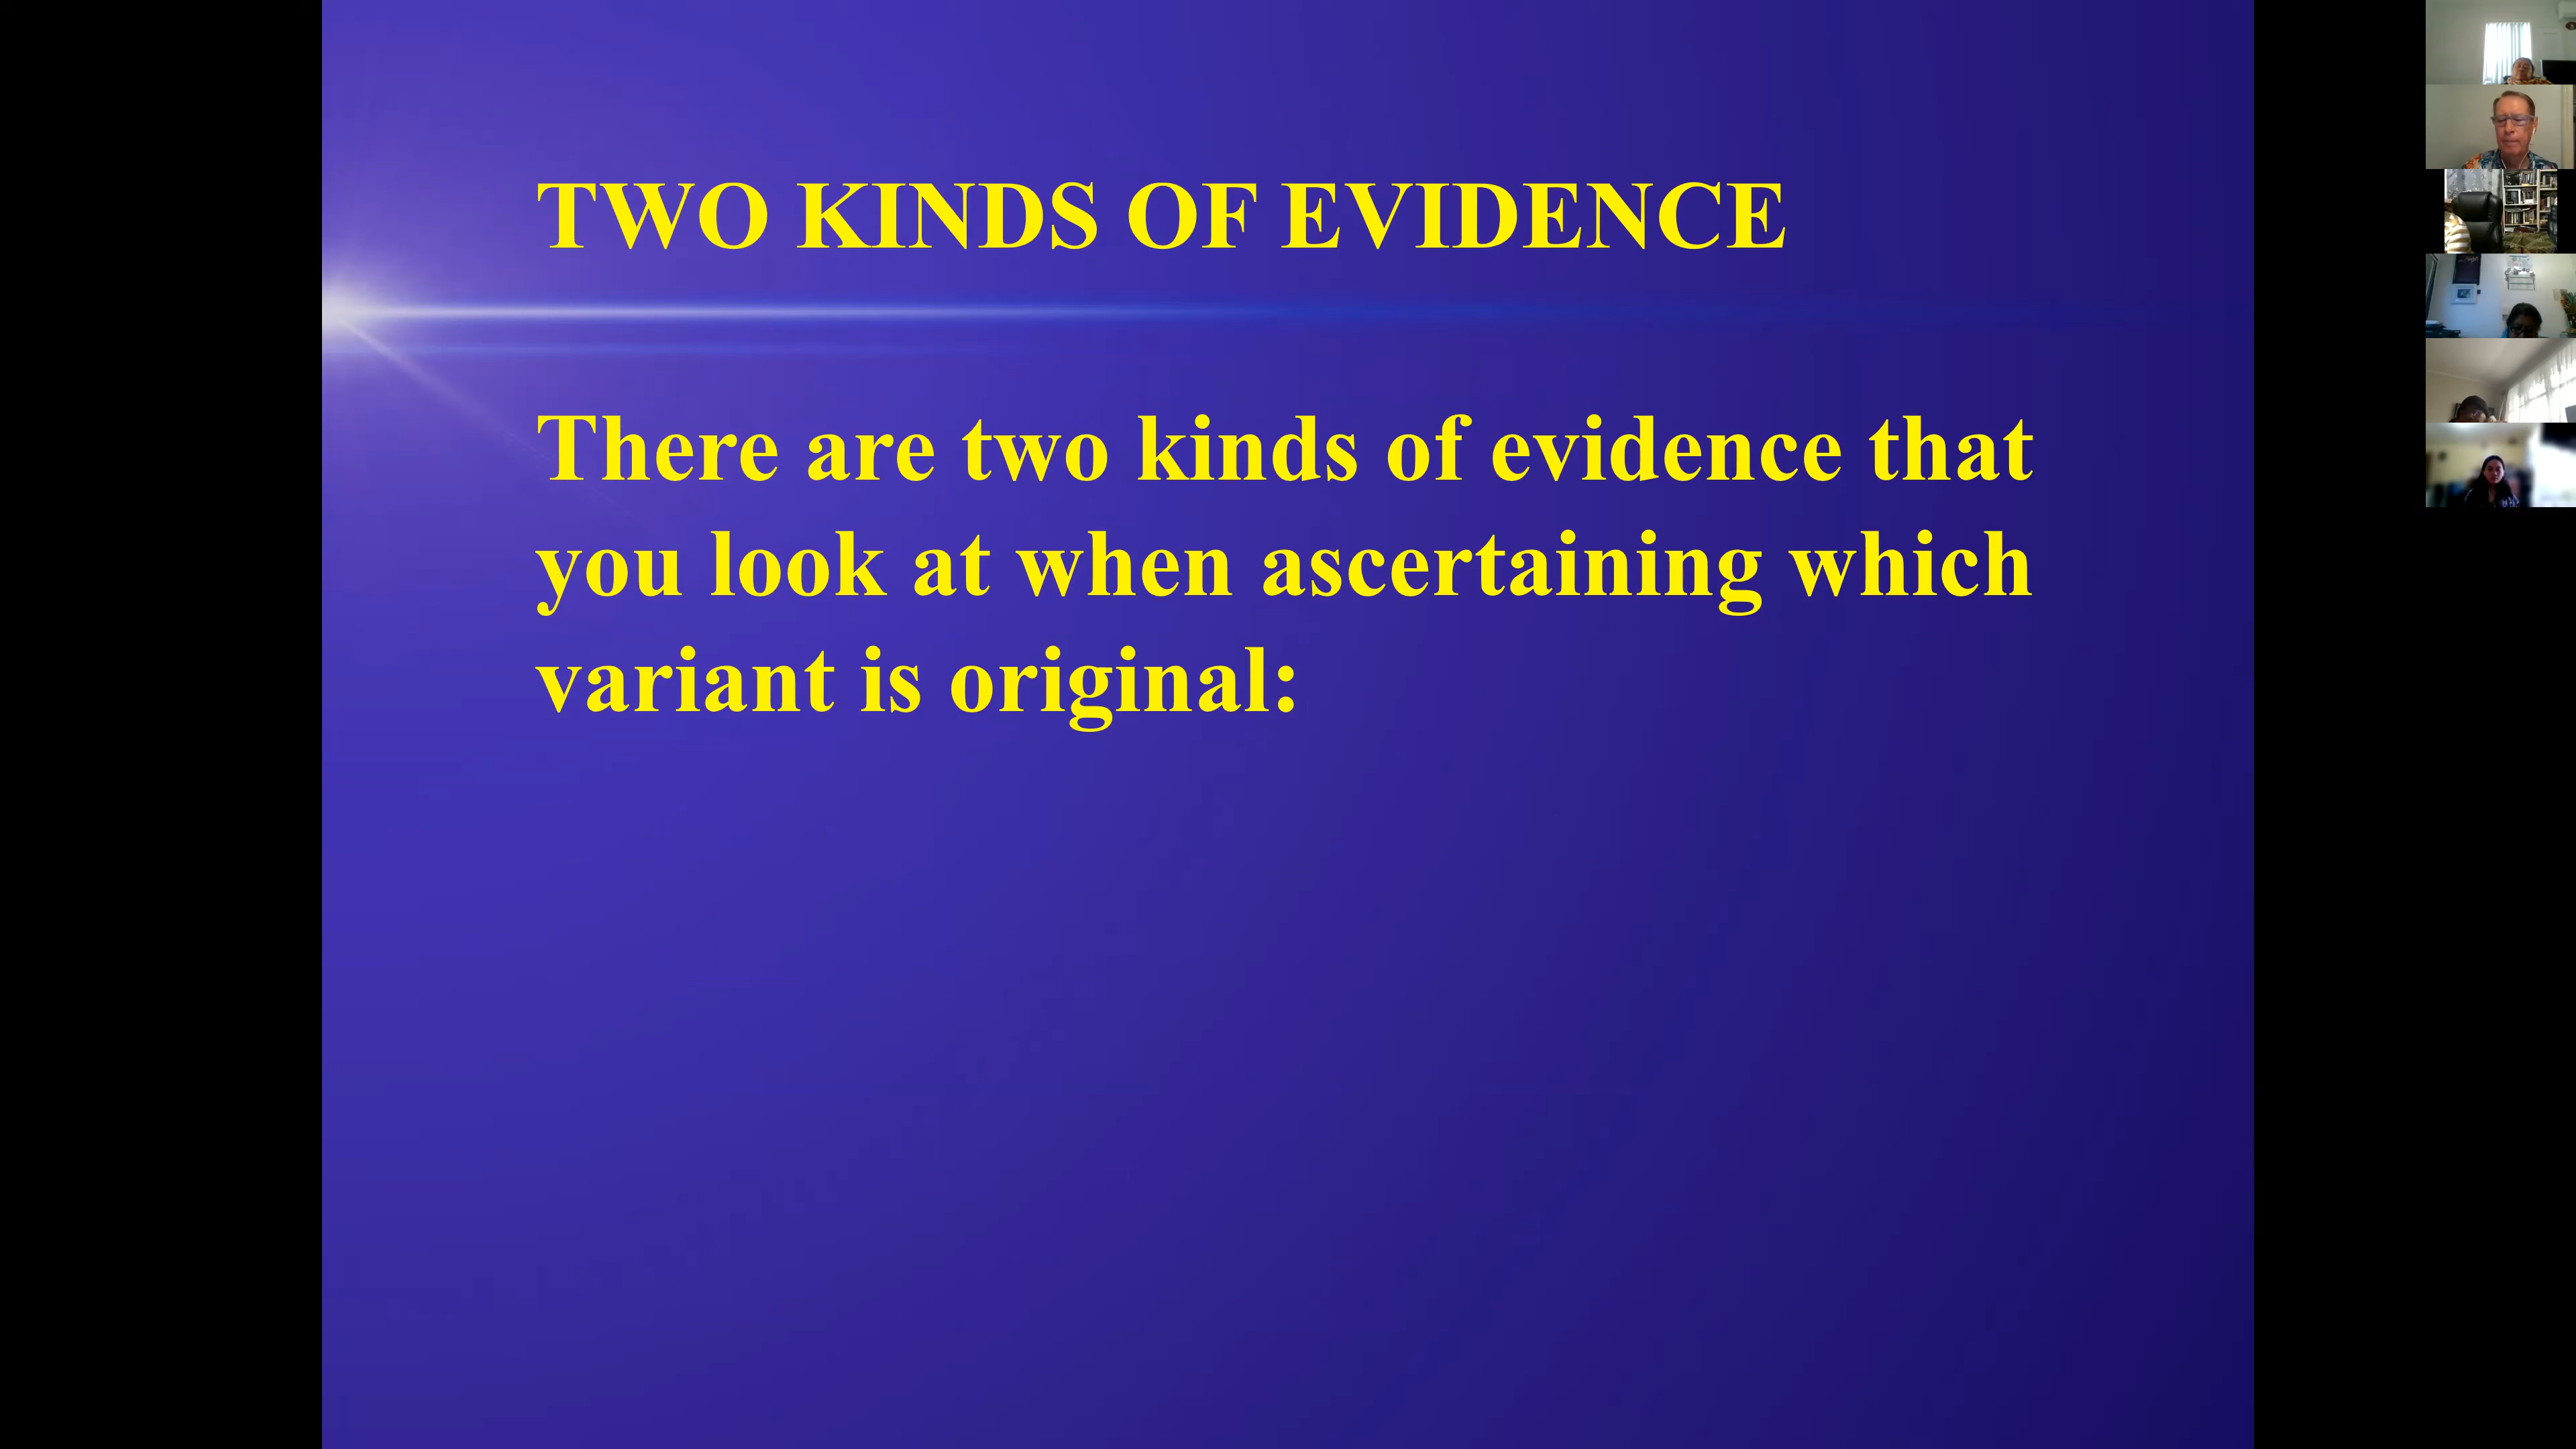 TWO KINDS OF EVIDENCE
There are two kinds of evidence that
you look at when ascertaining which
variant is original: